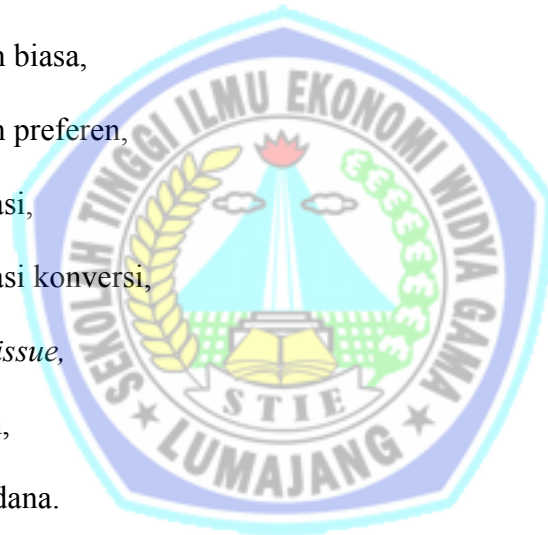 n biasa,
n preferen,
asi,
asi konversi,
issue,
,
dana.
SEKOLAH TINGGI ILMU EKONOMI WIDYA GAMA
STIE
LUMAJANG